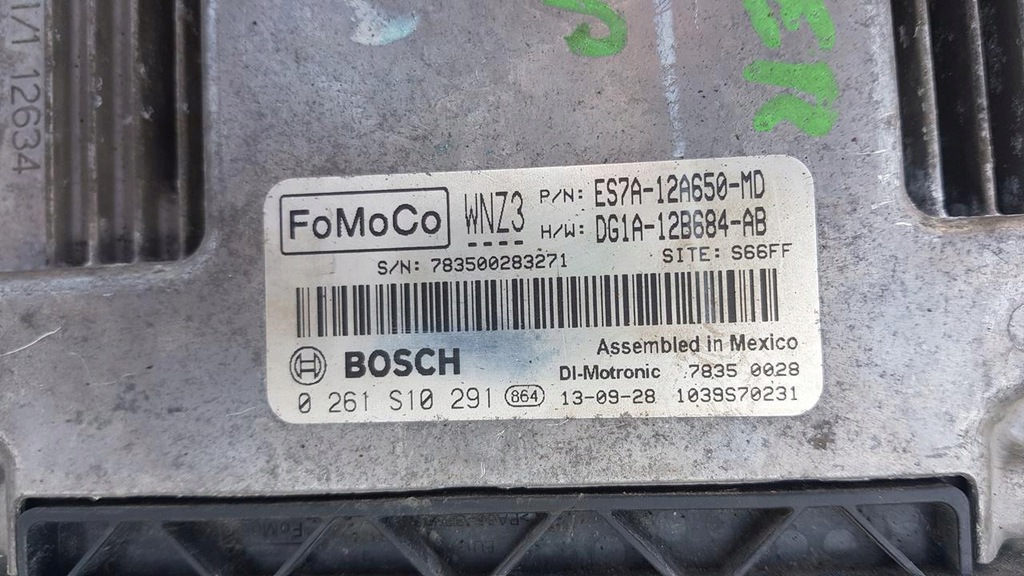 1/1 12634
FoMoCo WNZ3 P/N: ES7A-12A650-MD
H/W: DG1A-12B684-AB
S/N: 783500283271 SITE: S66FF
Assembled in Mexico
BOSCH DI-Motronic 7835 0028
0 261 S10 291 864 13-09-28 1039S70231